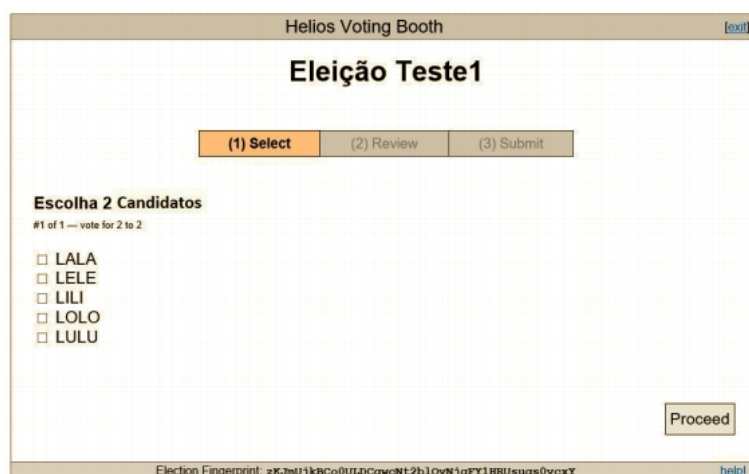 Helios Voting Booth [exit]
Eleição Teste1
(1) Select (2) Review (3) Submit
Escolha 2 Candidatos
#1 of 1 — vote for 2 to 2
LALA
LELE
LILI
LOLO
LULU
Proceed
Election Fingerprint: help!